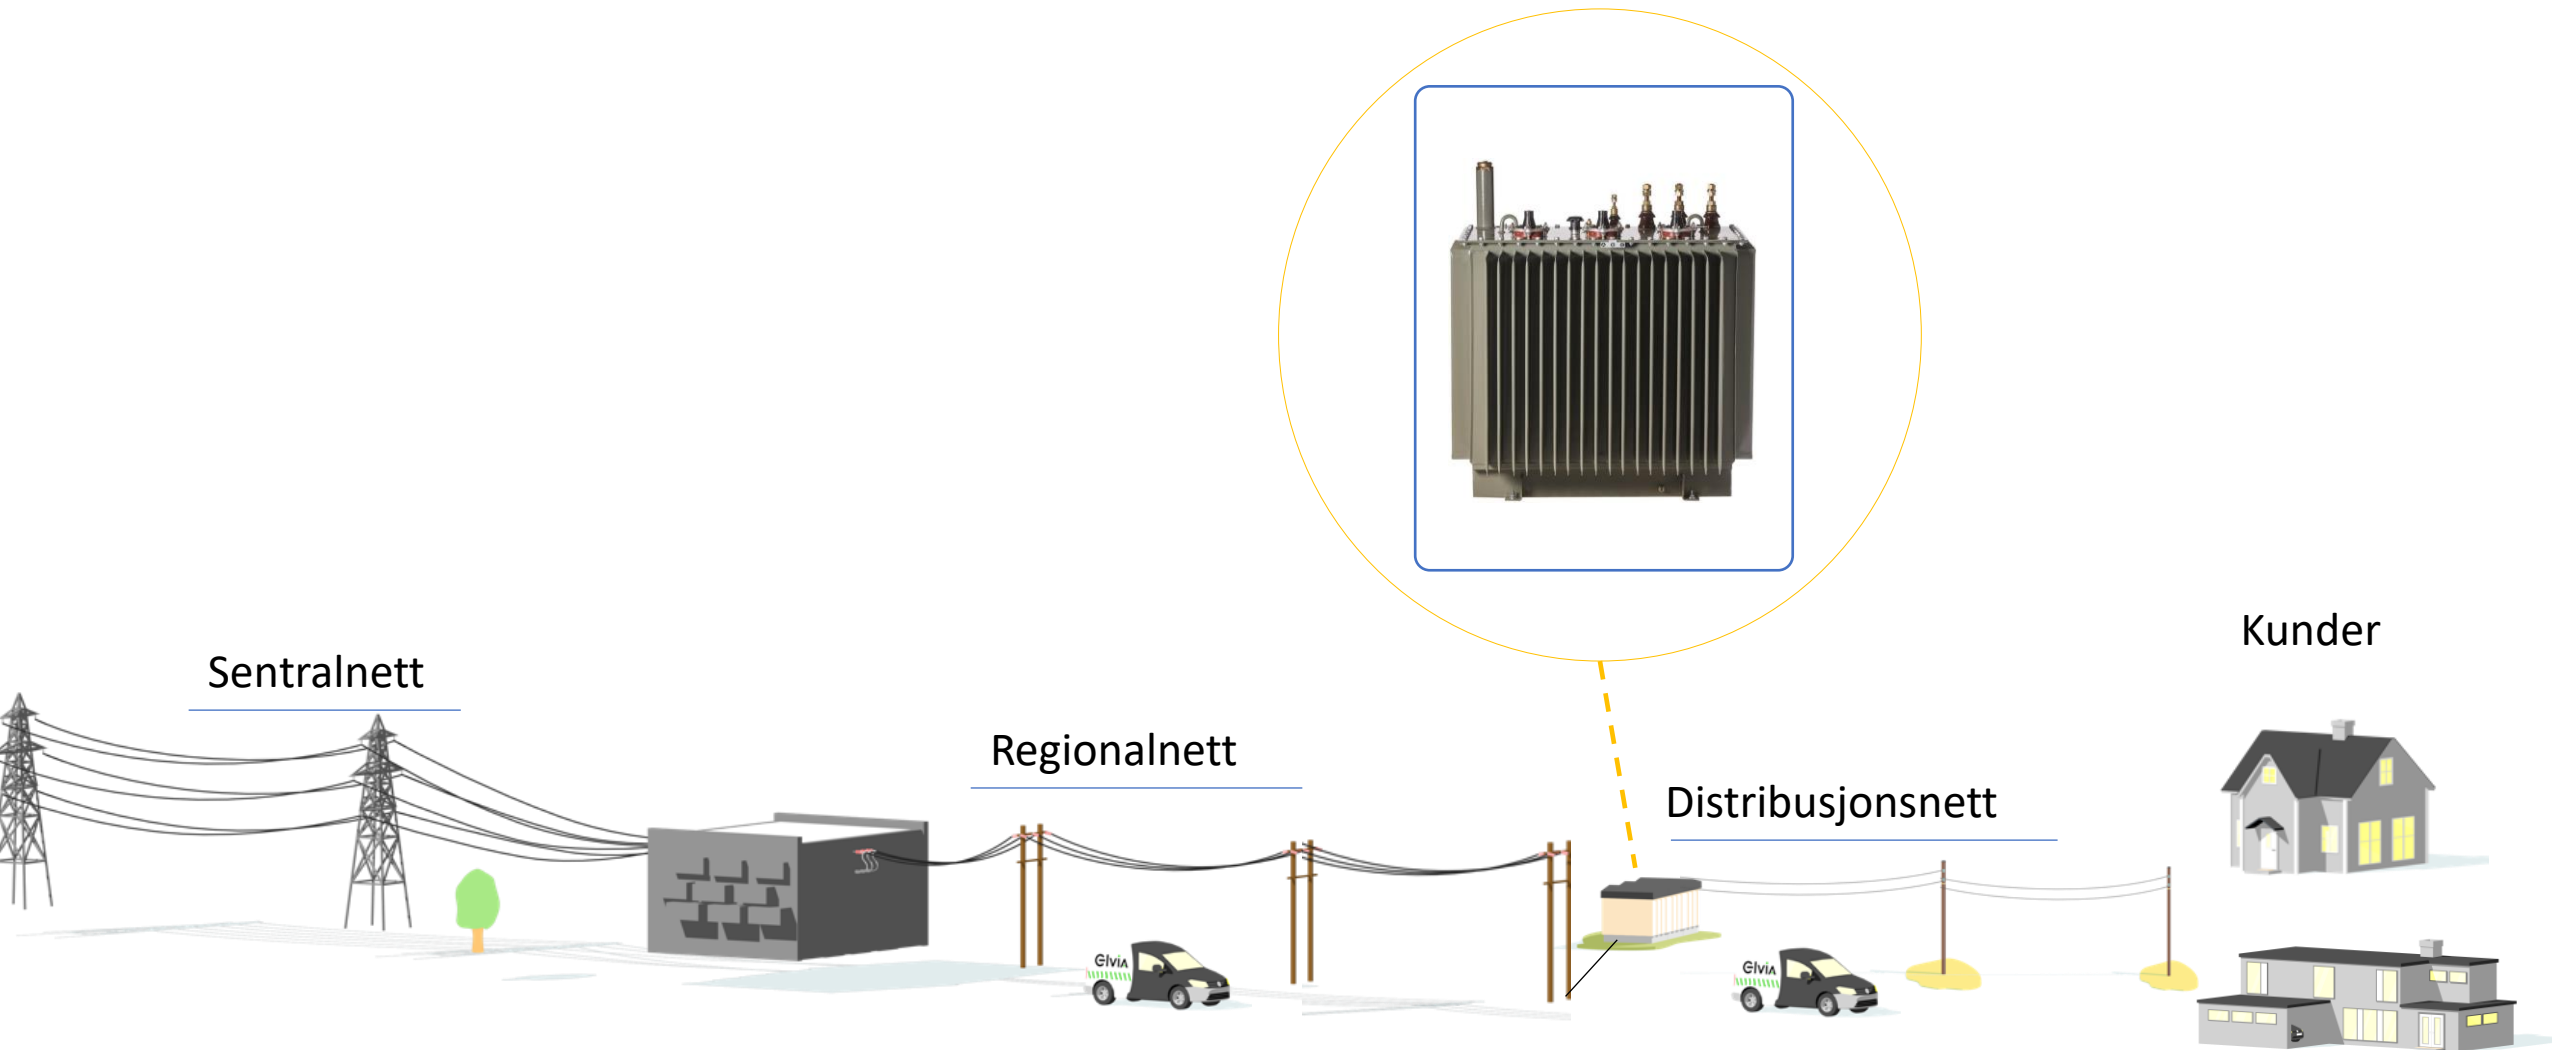 Kunder
Sentralnett
Regionalnett
Distribusjonsnett
Elvia
Elvia